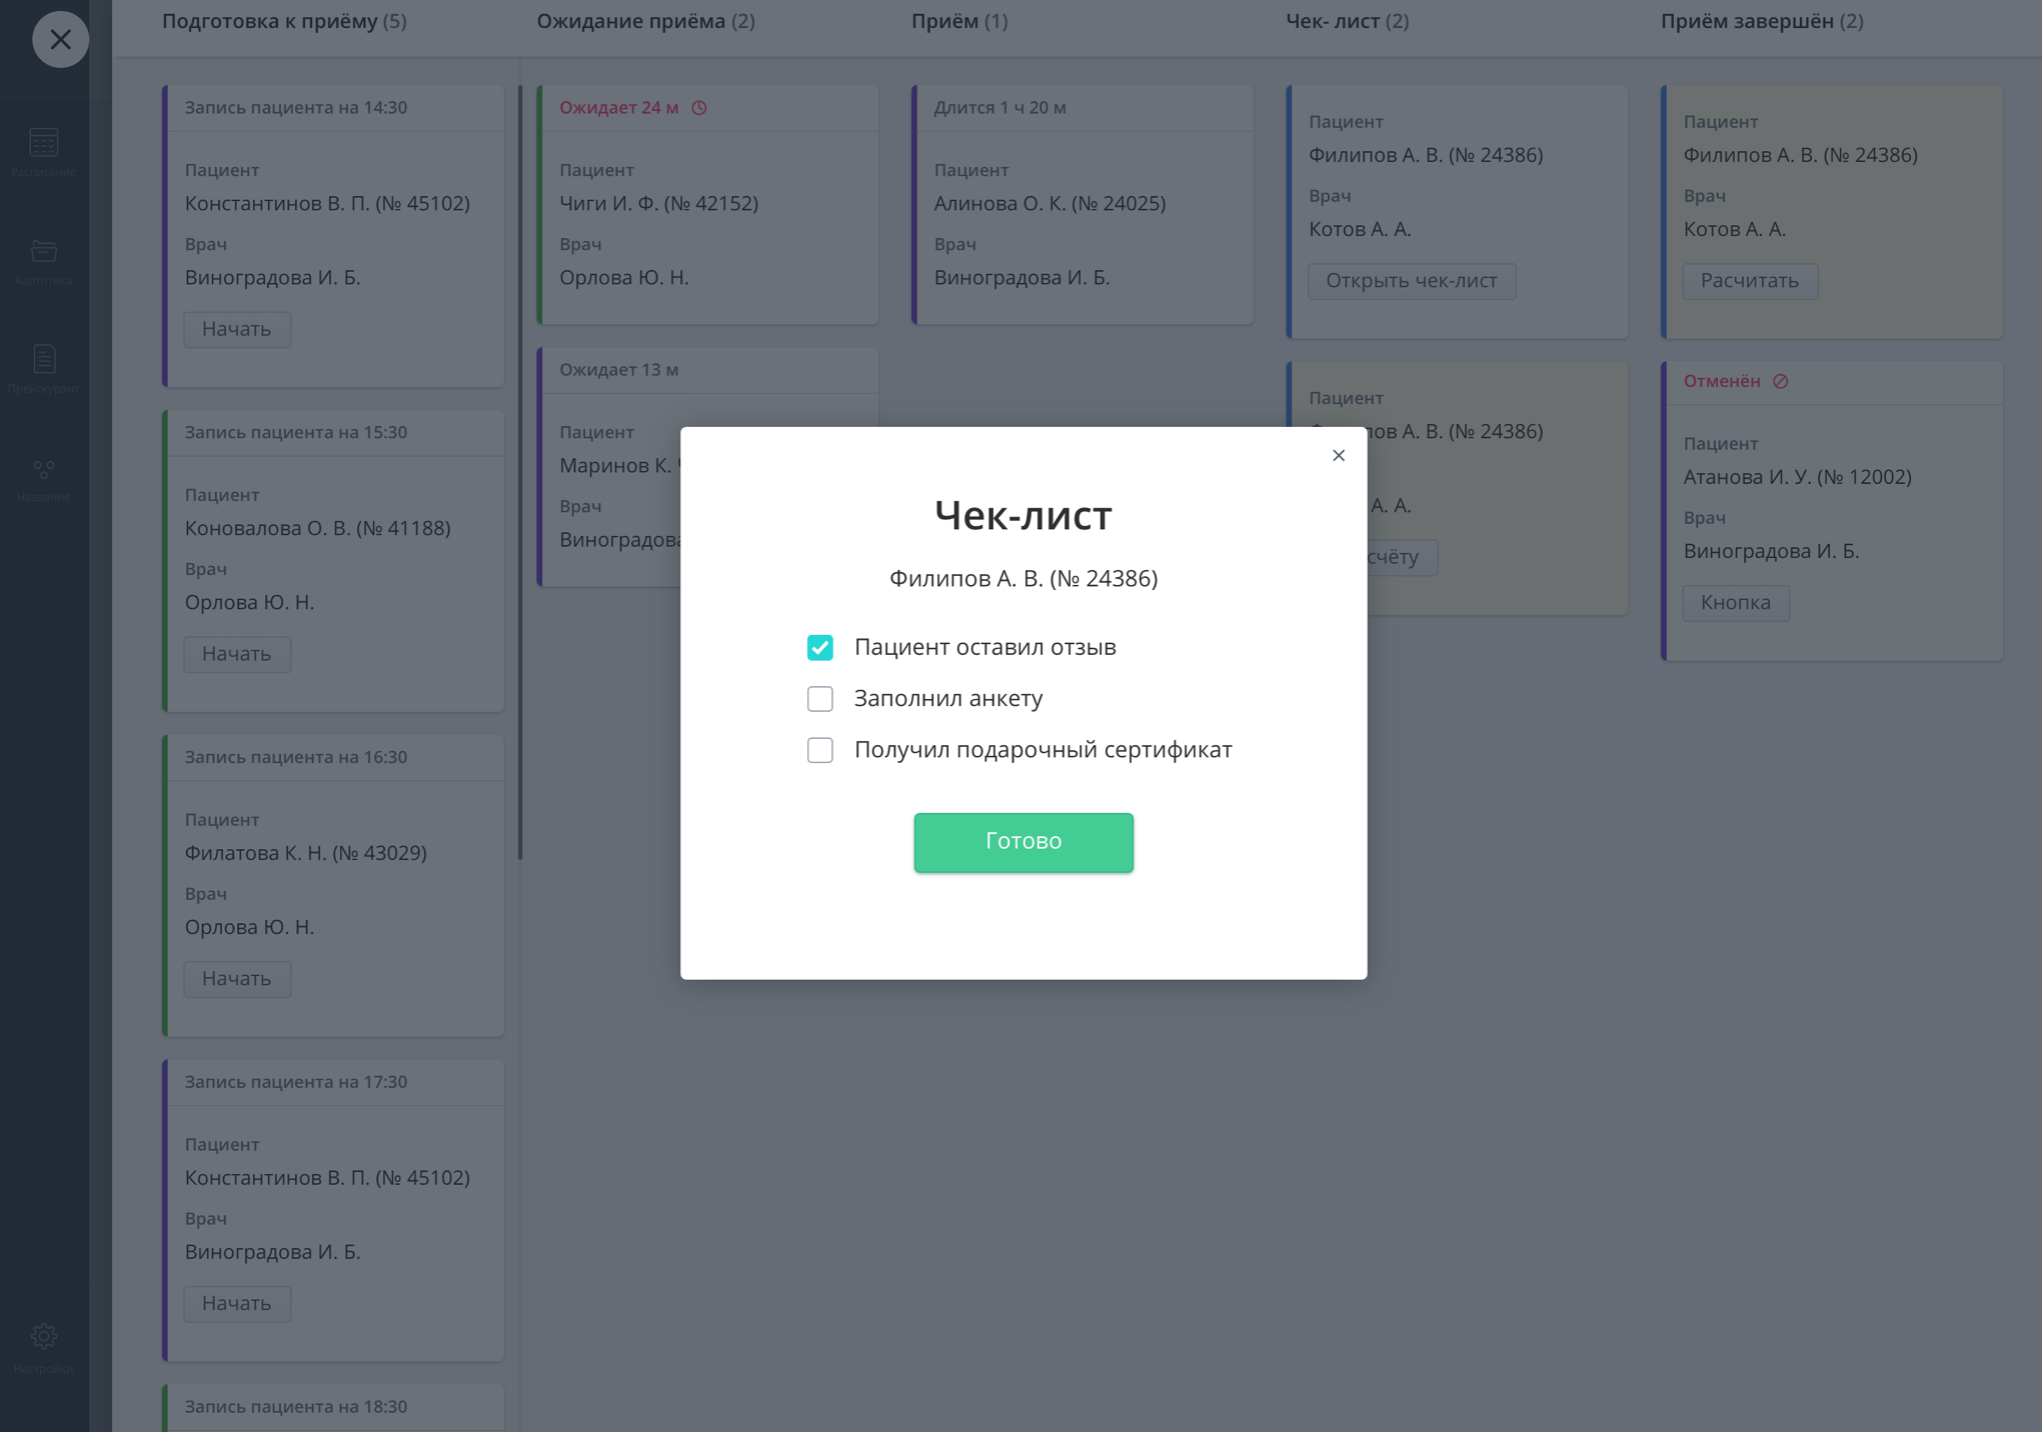 Подготовка к приёму (5)
Ожидание приёма (2)
Приём (1)
Чек- лист (2)
Приём завершён (2)
Расписание
Картотека
Прейскурант
Название
Настройки
Запись пациента на 14:30
Пациент
Константинов В. П. (№ 45102)
Врач
Виноградова И. Б.
Начать
Запись пациента на 15:30
Пациент
Коновалова О. В. (№ 41188)
Врач
Орлова Ю. Н.
Начать
Запись пациента на 16:30
Пациент
Филатова К. Н. (№ 43029)
Врач
Орлова Ю. Н.
Начать
Запись пациента на 17:30
Пациент
Константинов В. П. (№ 45102)
Врач
Виноградова И. Б.
Начать
Запись пациента на 18:30
Ожидает 24 м
Пациент
Чиги И. Ф. (№ 42152)
Врач
Орлова Ю. Н.
Ожидает 13 м
Пациент
Маринов К.
Врач
Виноградова
Длится 1 ч 20 м
Пациент
Алинова О. К. (№ 24025)
Врач
Виноградова И. Б.
Пациент
Филипов А. В. (№ 24386)
Врач
Котов А. А.
Открыть чек-лист
Пациент
А. В. (№ 24386)
А. А.
счёту
Пациент
Филипов А. В. (№ 24386)
Врач
Котов А. А.
Расчитать
Отменён
Пациент
Атанова И. У. (№ 12002)
Врач
Виноградова И. Б.
Кнопка
Чек-лист
Филипов А. В. (№ 24386)
Пациент оставил отзыв
Заполнил анкету
Получил подарочный сертификат
Готово